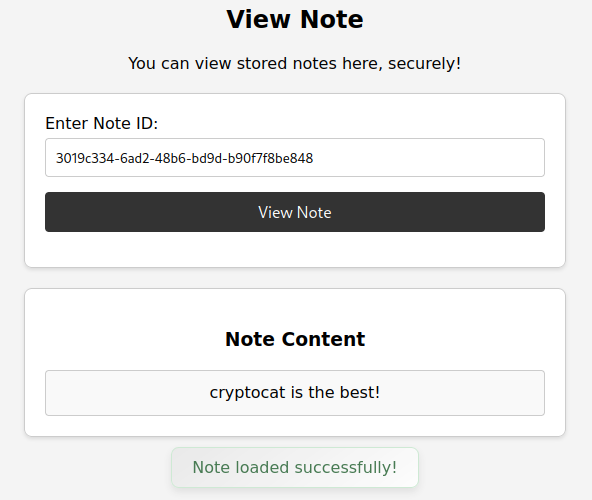 View Note
You can view stored notes here, securely!
Enter Note ID:
3019c334-6ad2-48b6-bd9d-b90f7f8be848
View Note
Note Content
cryptocat is the best!
Note loaded successfully!